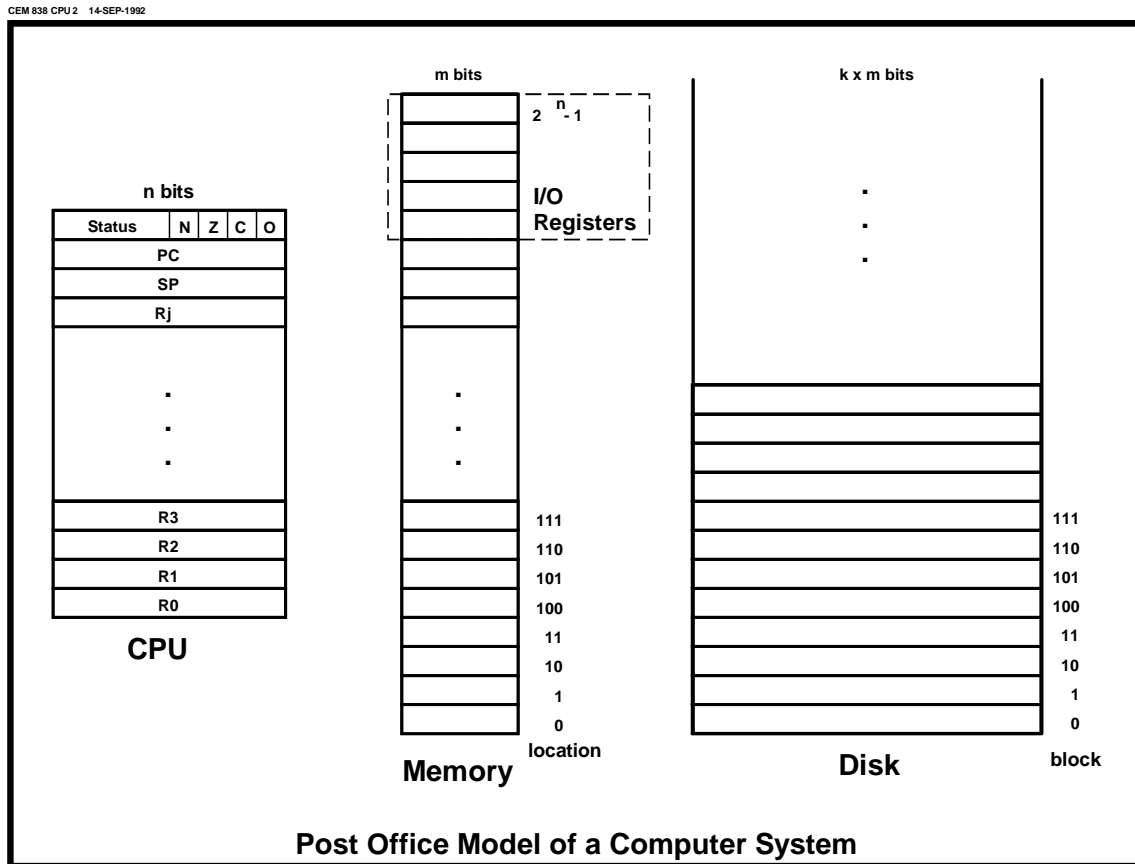 CEM 838 CPU 2 14-SEP-1992
n bits
Status N Z C O
PC
SP
Rj
.
.
.
R3
R2
R1
R0
CPU
m bits
2 n - 1
I/O
Registers
.
.
.
111
110
101
100
11
10
1
0
location
Memory
k x m bits
.
.
.
111
110
101
100
11
10
1
0
block
Disk
Post Office Model of a Computer System